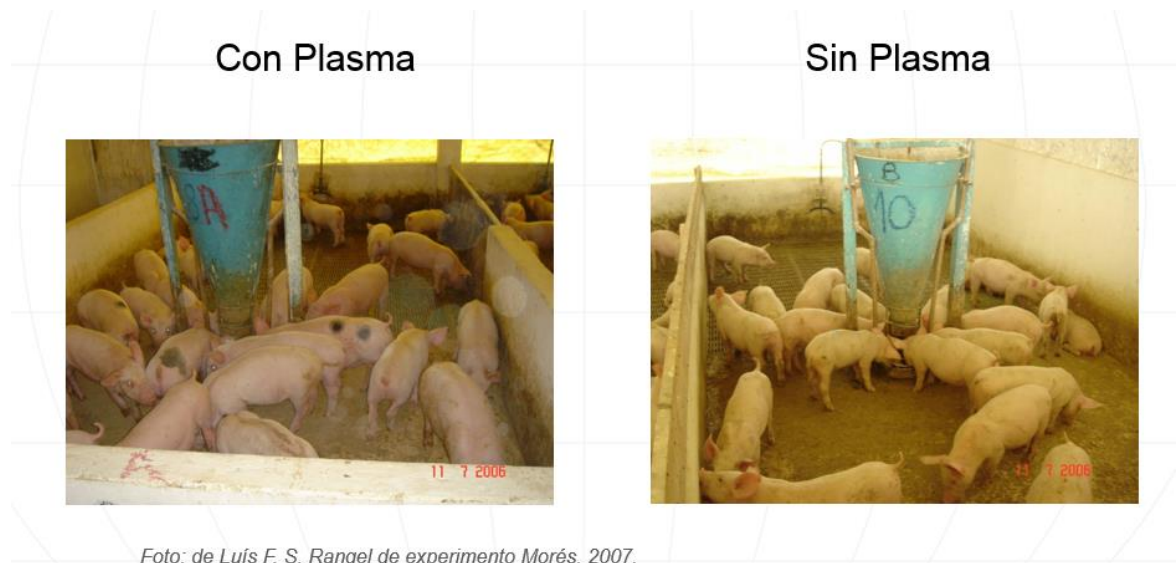 Con Plasma
Sin Plasma
A
B
10
11 7 2006
11 7 2006
Foto: de Luís F. S. Rangel de experimento Morés, 2007.